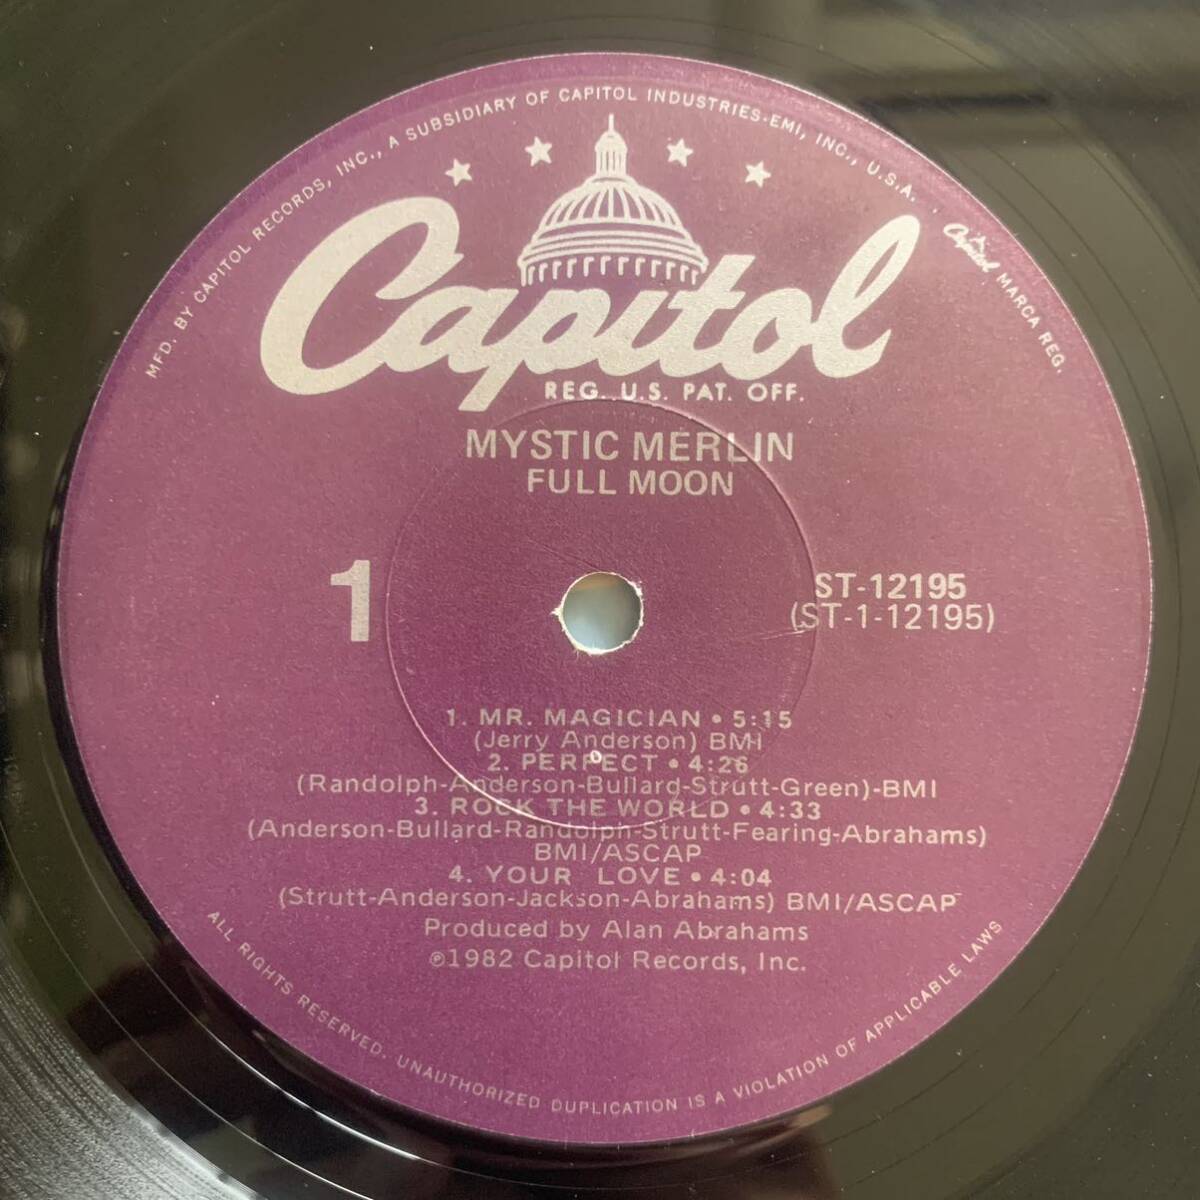 MFD. BY CAPITOL RECORDS, INC., A SUBSIDIARY OF CAPITOL INDUSTRIES-EMI, INC., U.S.A. . Capitol MARCA REG.
Capitol
REG. U.S. PAT. OFF.
MYSTIC MERLIN
FULL MOON
1
ST-12195
(ST-1-12195)
1. MR. MAGICIAN • 5:15
(Jerry Anderson) BMI
2. PERFECT • 4:26
(Randolph-Anderson-Bullard-Strutt-Green)-BMI
3. ROCK THE WORLD • 4:33
(Anderson-Bullard-Randolph-Strutt-Fearing-Abrahams)
BMI/ASCAP
4. YOUR LOVE • 4:04
(Strutt-Anderson-Jackson-Abrahams) BMI/ASCAP
Produced by Alan Abrahams
℗1982 Capitol Records, Inc.
ALL RIGHTS RESERVED. UNAUTHORIZED DUPLICATION IS A VIOLATION OF APPLICABLE LAWS